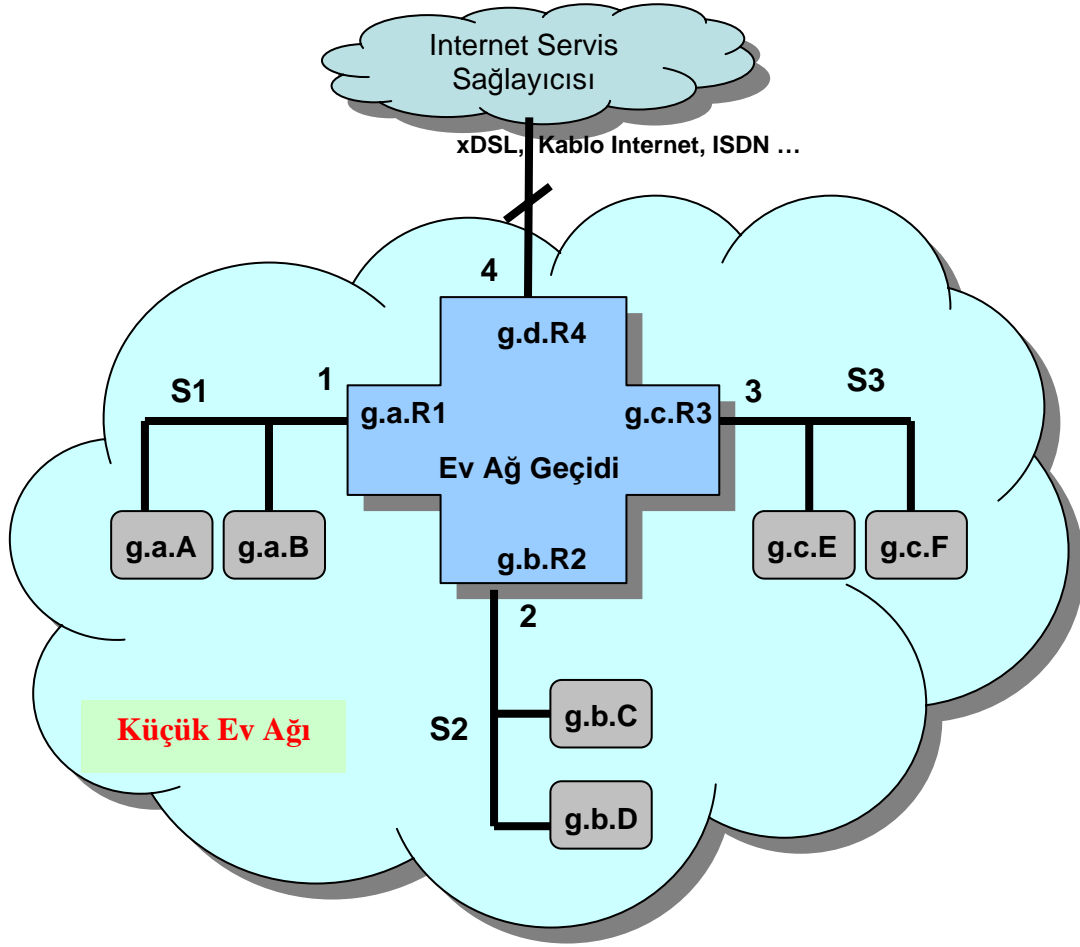 Internet Servis
Sağlayıcısı
xDSL, Kablo Internet, ISDN …
4
g.d.R4
S1
1
3
S3
g.a.R1
g.c.R3
Ev Ağ Geçidi
g.a.A
g.a.B
g.b.R2
g.c.E
g.c.F
2
g.b.C
S2
Küçük Ev Ağı
g.b.D